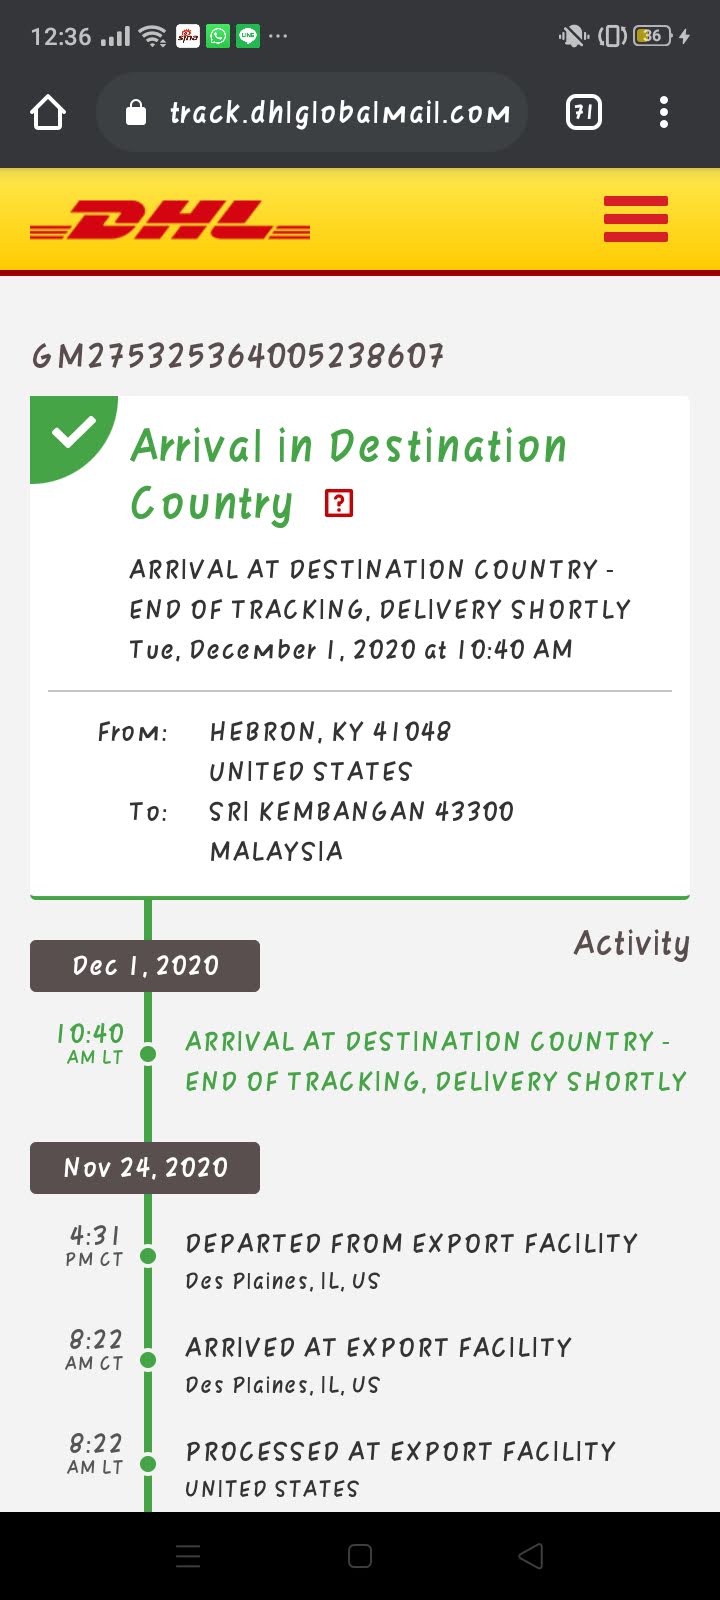 12:36
sina
LINE
36
track.dhlglobalmail.com
71
DHL
GM275325364005238607
Arrival in Destination
Country ?
ARRIVAL AT DESTINATION COUNTRY -
END OF TRACKING, DELIVERY SHORTLY
Tue, December 1, 2020 at 10:40 AM
From: HEBRON, KY 41048
UNITED STATES
To: SRI KEMBANGAN 43300
MALAYSIA
Activity
Dec 1, 2020
10:40 ARRIVAL AT DESTINATION COUNTRY -
AM LT END OF TRACKING, DELIVERY SHORTLY
Nov 24, 2020
4:31 DEPARTED FROM EXPORT FACILITY
PM CT Des Plaines, IL, US
8:22 ARRIVED AT EXPORT FACILITY
AM CT Des Plaines, IL, US
8:22 PROCESSED AT EXPORT FACILITY
AM LT UNITED STATES